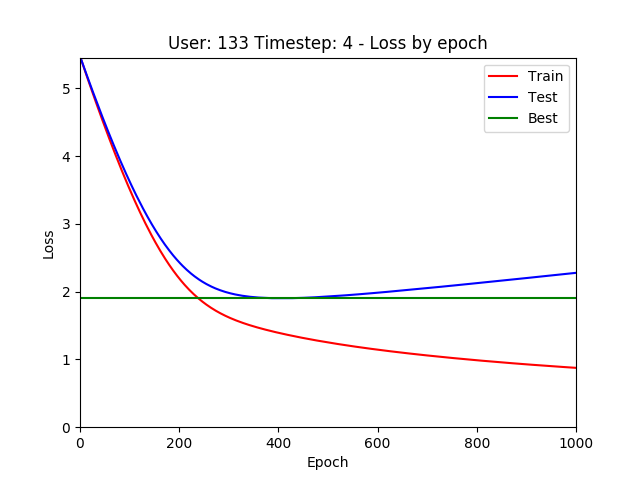 User: 133 Timestep: 4 - Loss by epoch
Train
Test
Best
Loss
5
4
3
2
1
0
0 200 400 600 800 1000
Epoch